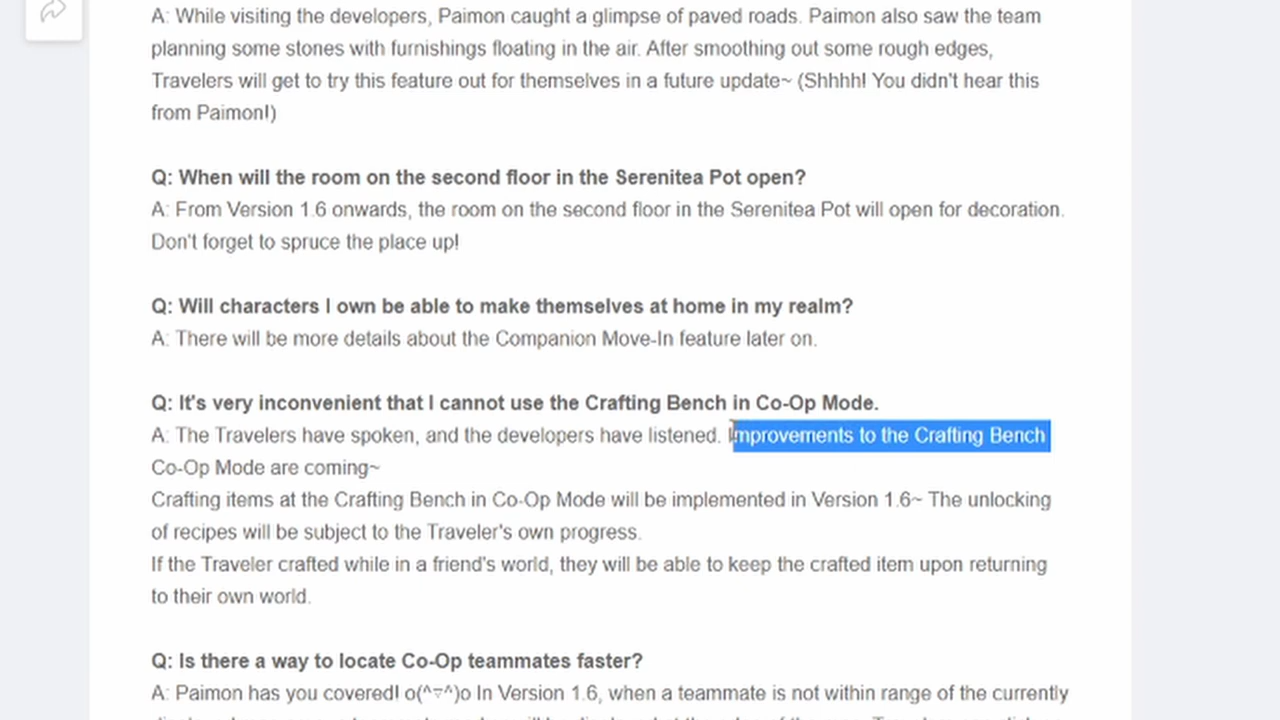 A: While visiting the developers, Paimon caught a glimpse of paved roads. Paimon also saw the team
planning some stones with furnishings floating in the air. After smoothing out some rough edges,
Travelers will get to try this feature out for themselves in a future update~ (Shhhh! You didn't hear this
from Paimon!)
Q: When will the room on the second floor in the Serenitea Pot open?
A: From Version 1.6 onwards, the room on the second floor in the Serenitea Pot will open for decoration.
Don't forget to spruce the place up!
Q: Will characters I own be able to make themselves at home in my realm?
A: There will be more details about the Companion Move-In feature later on.
Q: It's very inconvenient that I cannot use the Crafting Bench in Co-Op Mode.
A: The Travelers have spoken, and the developers have listened. Improvements to the Crafting Bench
Co-Op Mode are coming~
Crafting items at the Crafting Bench in Co-Op Mode will be implemented in Version 1.6~ The unlocking
of recipes will be subject to the Traveler's own progress.
If the Traveler crafted while in a friend's world, they will be able to keep the crafted item upon returning
to their own world.
Q: Is there a way to locate Co-Op teammates faster?
A: Paimon has you covered! o(^▽^)o In Version 1.6, when a teammate is not within range of the currently